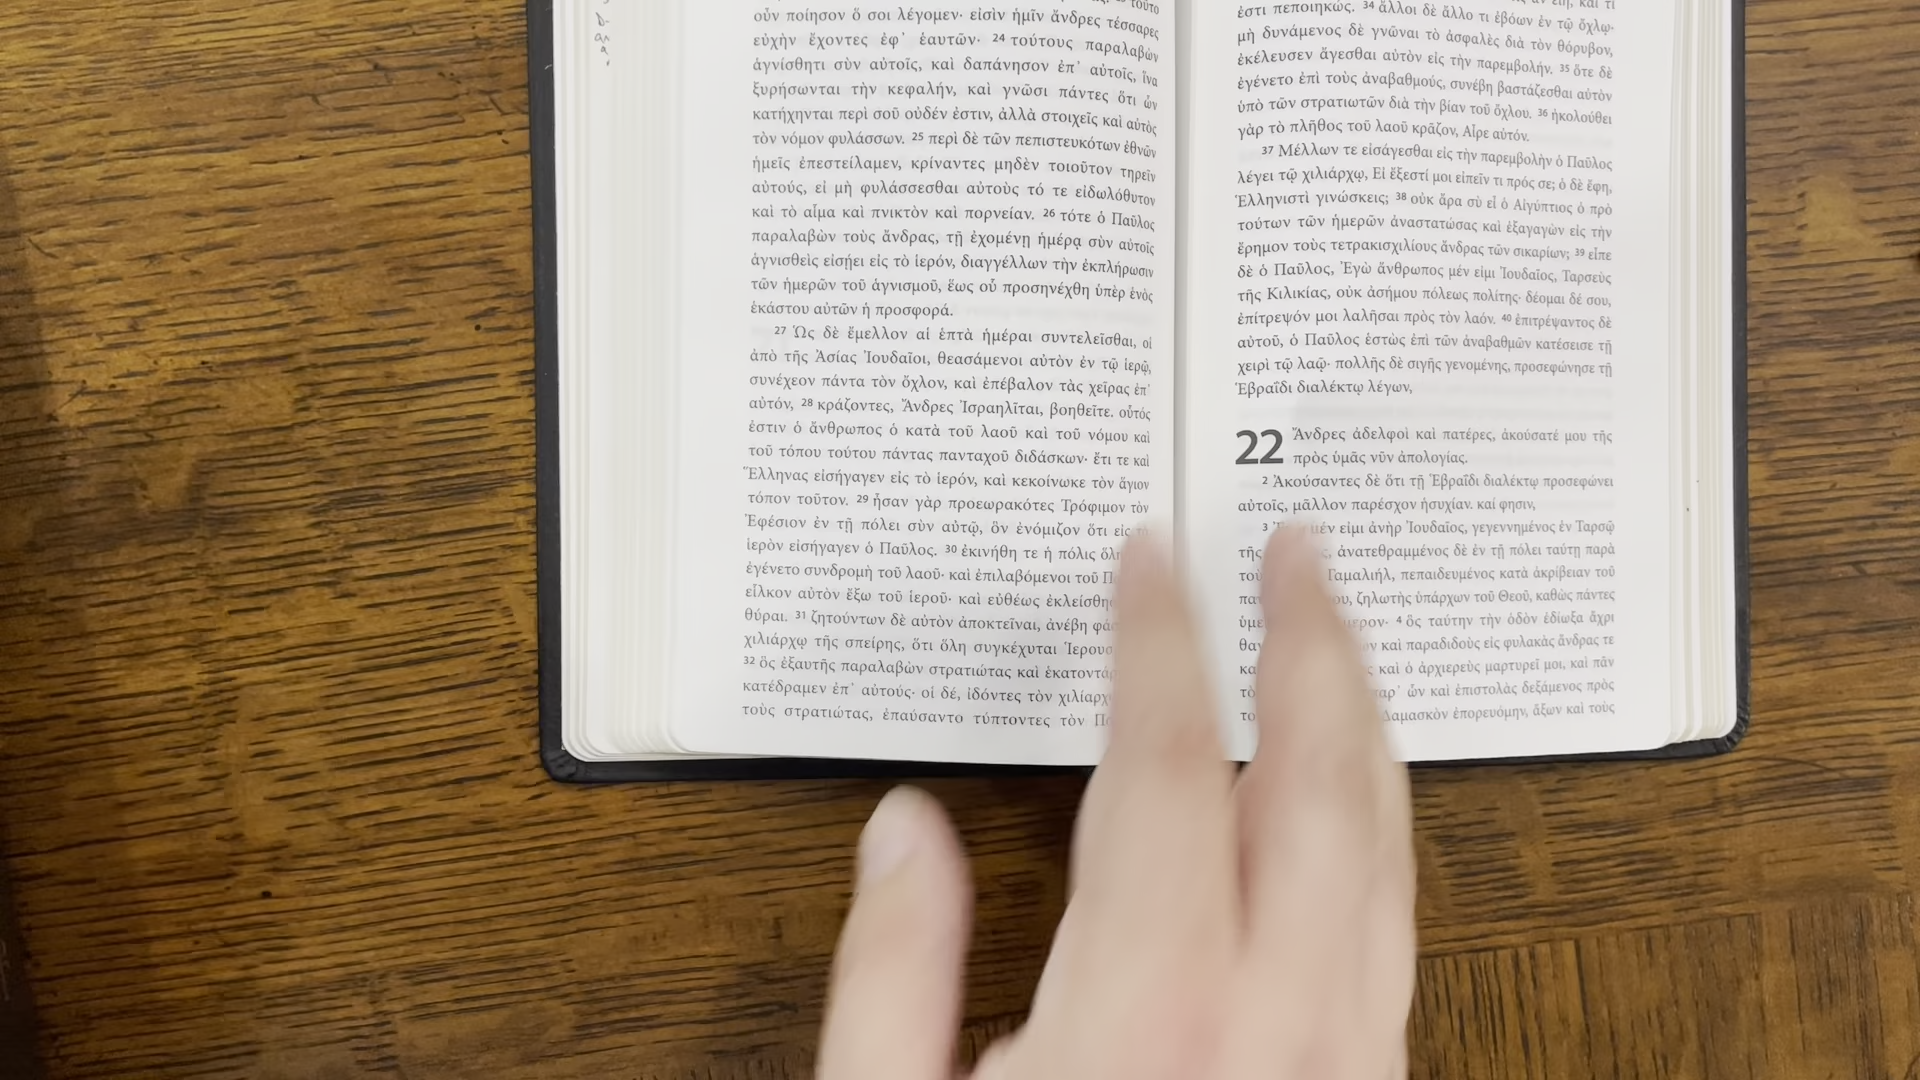 τοῦτο
οὖν ποίησον ὅ σοι λέγομεν· εἰσὶν ἡμῖν ἄνδρες τέσσαρες
εὐχὴν ἔχοντες ἐφ᾽ ἑαυτῶν· 24 τούτους παραλαβὼν
ἁγνίσθητι σὺν αὐτοῖς, καὶ δαπάνησον ἐπ᾽ αὐτοῖς, ἵνα
ξυρήσωνται τὴν κεφαλήν, καὶ γνῶσι πάντες ὅτι ὧν
κατήχηνται περὶ σοῦ οὐδέν ἐστιν, ἀλλὰ στοιχεῖς καὶ αὐτὸς
τὸν νόμον φυλάσσων. 25 περὶ δὲ τῶν πεπιστευκότων ἐθνῶν
ἡμεῖς ἐπεστείλαμεν, κρίναντες μηδὲν τοιοῦτον τηρεῖν
αὐτούς, εἰ μὴ φυλάσσεσθαι αὐτοὺς τό τε εἰδωλόθυτον
καὶ τὸ αἷμα καὶ πνικτὸν καὶ πορνείαν. 26 τότε ὁ Παῦλος
παραλαβὼν τοὺς ἄνδρας, τῇ ἐχομένῃ ἡμέρᾳ σὺν αὐτοῖς
ἁγνισθεὶς εἰσῄει εἰς τὸ ἱερόν, διαγγέλλων τὴν ἐκπλήρωσιν
τῶν ἡμερῶν τοῦ ἁγνισμοῦ, ἕως οὗ προσηνέχθη ὑπὲρ ἑνὸς
ἑκάστου αὐτῶν ἡ προσφορά.
27 Ὡς δὲ ἔμελλον αἱ ἑπτὰ ἡμέραι συντελεῖσθαι, οἱ
ἀπὸ τῆς Ἀσίας Ἰουδαῖοι, θεασάμενοι αὐτὸν ἐν τῷ ἱερῷ,
συνέχεον πάντα τὸν ὄχλον, καὶ ἐπέβαλον τὰς χεῖρας ἐπ᾽
αὐτόν, 28 κράζοντες, Ἄνδρες Ἰσραηλῖται, βοηθεῖτε. οὗτός
ἐστιν ὁ ἄνθρωπος ὁ κατὰ τοῦ λαοῦ καὶ τοῦ νόμου καὶ
τοῦ τόπου τούτου πάντας πανταχοῦ διδάσκων· ἔτι τε καὶ
Ἕλληνας εἰσήγαγεν εἰς τὸ ἱερόν, καὶ κεκοίνωκε τὸν ἅγιον
τόπον τοῦτον. 29 ἦσαν γὰρ προεωρακότες Τρόφιμον τὸν
Ἐφέσιον ἐν τῇ πόλει σὺν αὐτῷ, ὃν ἐνόμιζον ὅτι εἰς
ἱερὸν εἰσήγαγεν ὁ Παῦλος. 30 ἐκινήθη τε ἡ πόλις
ἐγένετο συνδρομὴ τοῦ λαοῦ· καὶ ἐπιλαβόμενοι τοῦ
εἷλκον αὐτὸν ἔξω τοῦ ἱεροῦ· καὶ εὐθέως
θύραι. 31 ζητούντων δὲ αὐτὸν ἀποκτεῖναι, ἀνέβη
χιλιάρχῳ τῆς σπείρης, ὅτι ὅλη συγκέχυται
32 ὃς ἐξαυτῆς παραλαβὼν στρατιώτας καὶ
κατέδραμεν ἐπ᾽ αὐτούς· οἱ δέ, ἰδόντες τὸν
τοὺς στρατιώτας, ἐπαύσαντο τύπτοντες τὸν
ἐστι πεποιηκώς. 34 ἄλλοι δὲ ἄλλο τι ἐβόων ἐν τῷ ὄχλῳ·
μὴ δυνάμενος δὲ γνῶναι τὸ ἀσφαλὲς διὰ τὸν θόρυβον,
ἐκέλευσεν ἄγεσθαι αὐτὸν εἰς τὴν παρεμβολήν. 35 ὅτε δὲ
ἐγένετο ἐπὶ τοὺς ἀναβαθμούς, συνέβη βαστάζεσθαι αὐτὸν
ὑπὸ τῶν στρατιωτῶν διὰ τὴν βίαν τοῦ ὄχλου. 36 ἠκολούθει
γὰρ τὸ πλῆθος τοῦ λαοῦ κρᾶζον, Αἶρε αὐτόν.
37 Μέλλων τε εἰσάγεσθαι εἰς τὴν παρεμβολὴν ὁ Παῦλος
λέγει τῷ χιλιάρχῳ, Εἰ ἔξεστί μοι εἰπεῖν τι πρός σε; ὁ δὲ ἔφη,
Ἑλληνιστὶ γινώσκεις; 38 οὐκ ἄρα σὺ εἶ ὁ Αἰγύπτιος ὁ πρὸ
τούτων τῶν ἡμερῶν ἀναστατώσας καὶ ἐξαγαγὼν εἰς τὴν
ἔρημον τοὺς τετρακισχιλίους ἄνδρας τῶν σικαρίων; 39 εἶπε
δὲ ὁ Παῦλος, Ἐγὼ ἄνθρωπος μέν εἰμι Ἰουδαῖος, Ταρσεὺς
τῆς Κιλικίας, οὐκ ἀσήμου πόλεως πολίτης· δέομαι δέ σου,
ἐπίτρεψόν μοι λαλῆσαι πρὸς τὸν λαόν. 40 ἐπιτρέψαντος δὲ
αὐτοῦ, ὁ Παῦλος ἑστὼς ἐπὶ τῶν ἀναβαθμῶν κατέσεισε τῇ
χειρὶ τῷ λαῷ· πολλῆς δὲ σιγῆς γενομένης, προσεφώνησε τῇ
Ἑβραΐδι διαλέκτῳ λέγων,
22 Ἄνδρες ἀδελφοὶ καὶ πατέρες, ἀκούσατέ μου τῆς
πρὸς ὑμᾶς νῦν ἀπολογίας.
2 Ἀκούσαντες δὲ ὅτι τῇ Ἑβραΐδι διαλέκτῳ προσεφώνει
αὐτοῖς, μᾶλλον παρέσχον ἡσυχίαν. καί φησιν,
3 μέν εἰμι ἀνὴρ Ἰουδαῖος, γεγεννημένος ἐν Ταρσῷ
τῆς ἀνατεθραμμένος δὲ ἐν τῇ πόλει ταύτῃ παρὰ
Γαμαλιήλ, πεπαιδευμένος κατὰ ἀκρίβειαν τοῦ
ζηλωτὴς ὑπάρχων τοῦ Θεοῦ, καθὼς πάντες
4 ὃς ταύτην τὴν ὁδὸν ἐδίωξα ἄχρι
καὶ παραδιδοὺς εἰς φυλακὰς ἄνδρας τε
καὶ ὁ ἀρχιερεὺς μαρτυρεῖ μοι, καὶ πᾶν
τὸ ὧν καὶ ἐπιστολὰς δεξάμενος πρὸς
Δαμασκὸν ἐπορευόμην, ἄξων καὶ τοὺς